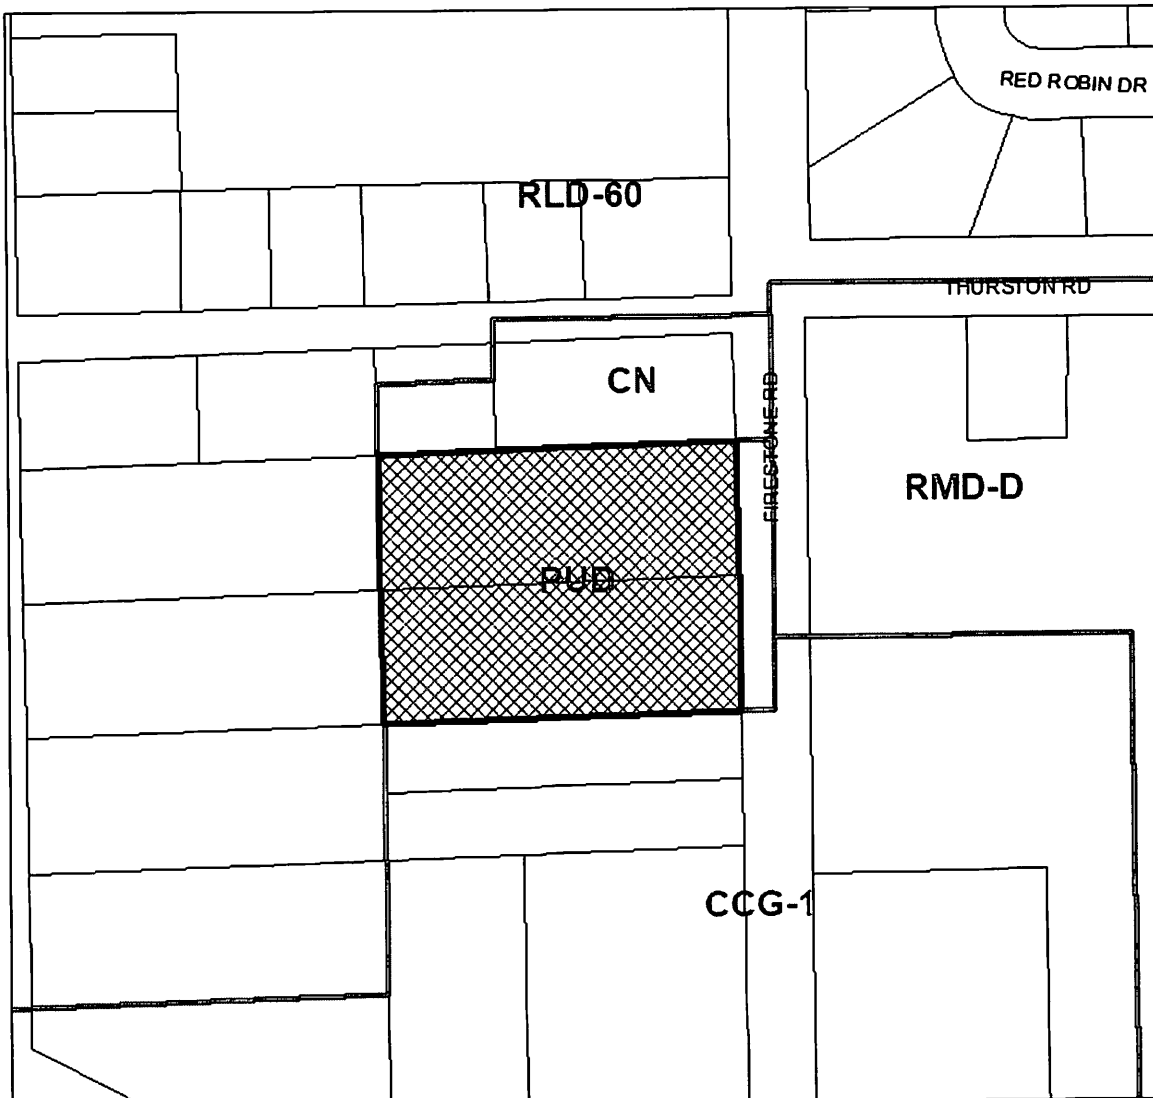 RED ROBIN DR
RLD-60
THURSTON RD
CN
FIRESTONE RD
RMD-D
PUD
CCG-1